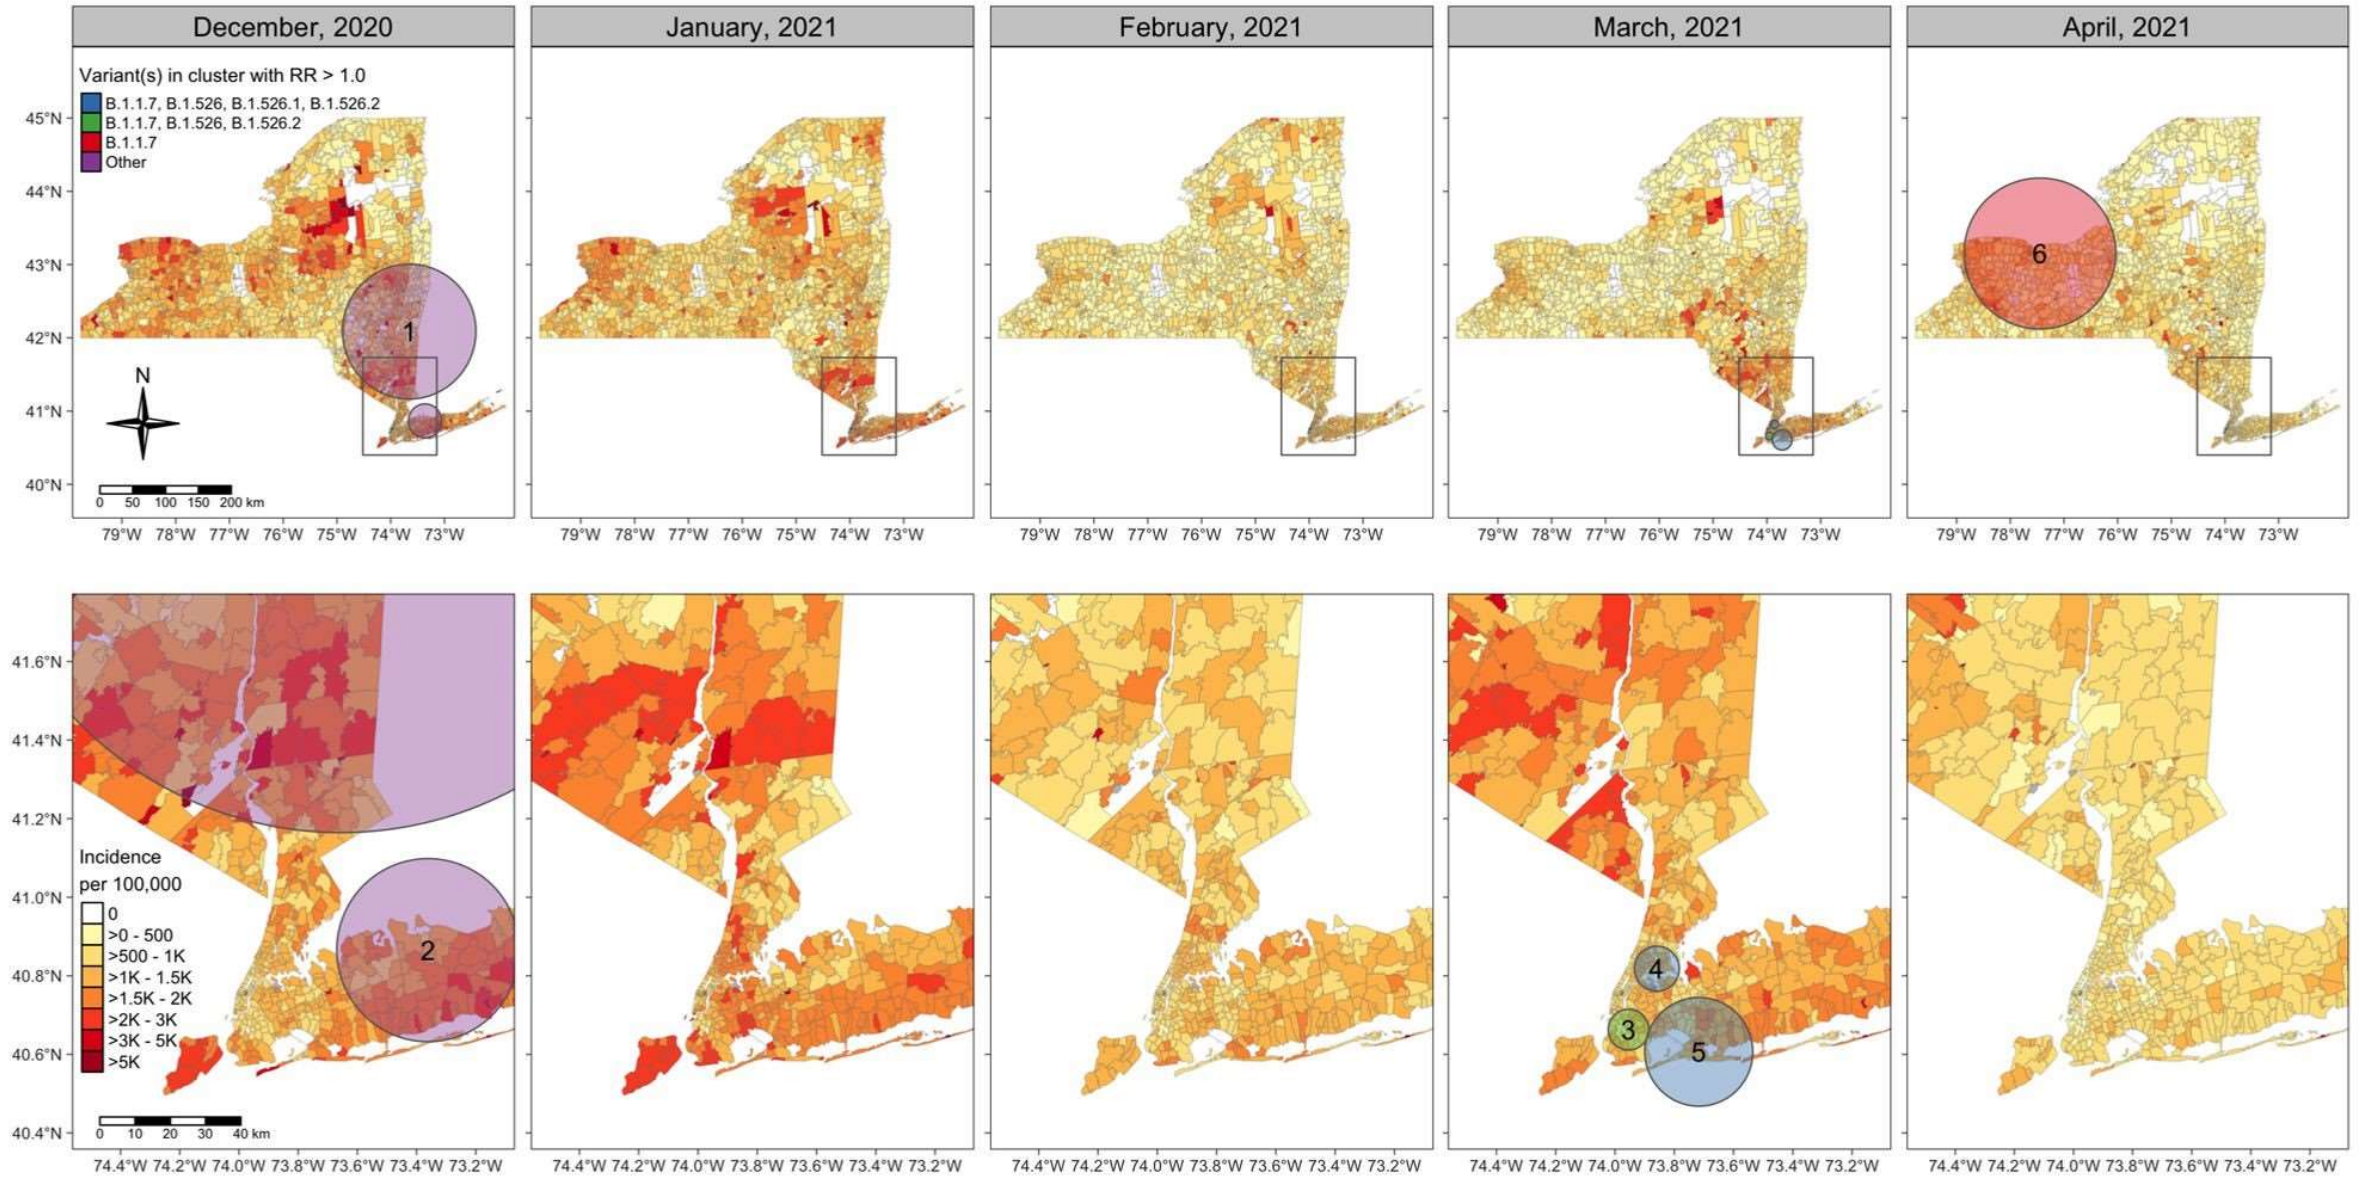 December, 2020
January, 2021
February, 2021
March, 2021
April, 2021
Variant(s) in cluster with RR > 1.0
B.1.1.7, B.1.526, B.1.526.1, B.1.526.2
B.1.1.7, B.1.526, B.1.526.2
B.1.1.7
Other
45°N
44°N
43°N
42°N
41°N
40°N
1
6
N
0 50 100 150 200 km
79°W 78°W 77°W 76°W 75°W 74°W 73°W
79°W 78°W 77°W 76°W 75°W 74°W 73°W
79°W 78°W 77°W 76°W 75°W 74°W 73°W
79°W 78°W 77°W 76°W 75°W 74°W 73°W
79°W 78°W 77°W 76°W 75°W 74°W 73°W
41.6°N
41.4°N
41.2°N
41.0°N
40.8°N
40.6°N
40.4°N
Incidence
per 100,000
0
>0 - 500
>500 - 1K
>1K - 1.5K
>1.5K - 2K
>2K - 3K
>3K - 5K
>5K
2
4
3
5
0 10 20 30 40 km
74.4°W 74.2°W 74.0°W 73.8°W 73.6°W 73.4°W 73.2°W
74.4°W 74.2°W 74.0°W 73.8°W 73.6°W 73.4°W 73.2°W
74.4°W 74.2°W 74.0°W 73.8°W 73.6°W 73.4°W 73.2°W
74.4°W 74.2°W 74.0°W 73.8°W 73.6°W 73.4°W 73.2°W
74.4°W 74.2°W 74.0°W 73.8°W 73.6°W 73.4°W 73.2°W